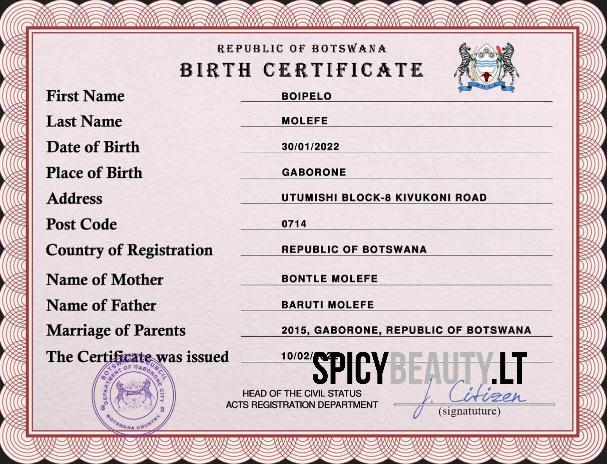 REPUBLIC OF BOTSWANA
BIRTH CERTIFICATE
First Name BOIPELO
Last Name MOLEFE
Date of Birth 30/01/2022
Place of Birth GABORONE
Address UTUMISHI BLOCK-8 KIVUKONI ROAD
Post Code 0714
Country of Registration REPUBLIC OF BOTSWANA
Name of Mother BONTLE MOLEFE
Name of Father BARUTI MOLEFE
Marriage of Parents 2015, GABORONE, REPUBLIC OF BOTSWANA
The Certificate was issued 10/02/
SPICYBEAUTY.LT
DEPARTMENT OF GABORONE CITY
BOTSWANA COUNTRY
HEAD OF THE CIVIL STATUS
ACTS REGISTRATION DEPARTMENT
J. Citizen
(signatuture)